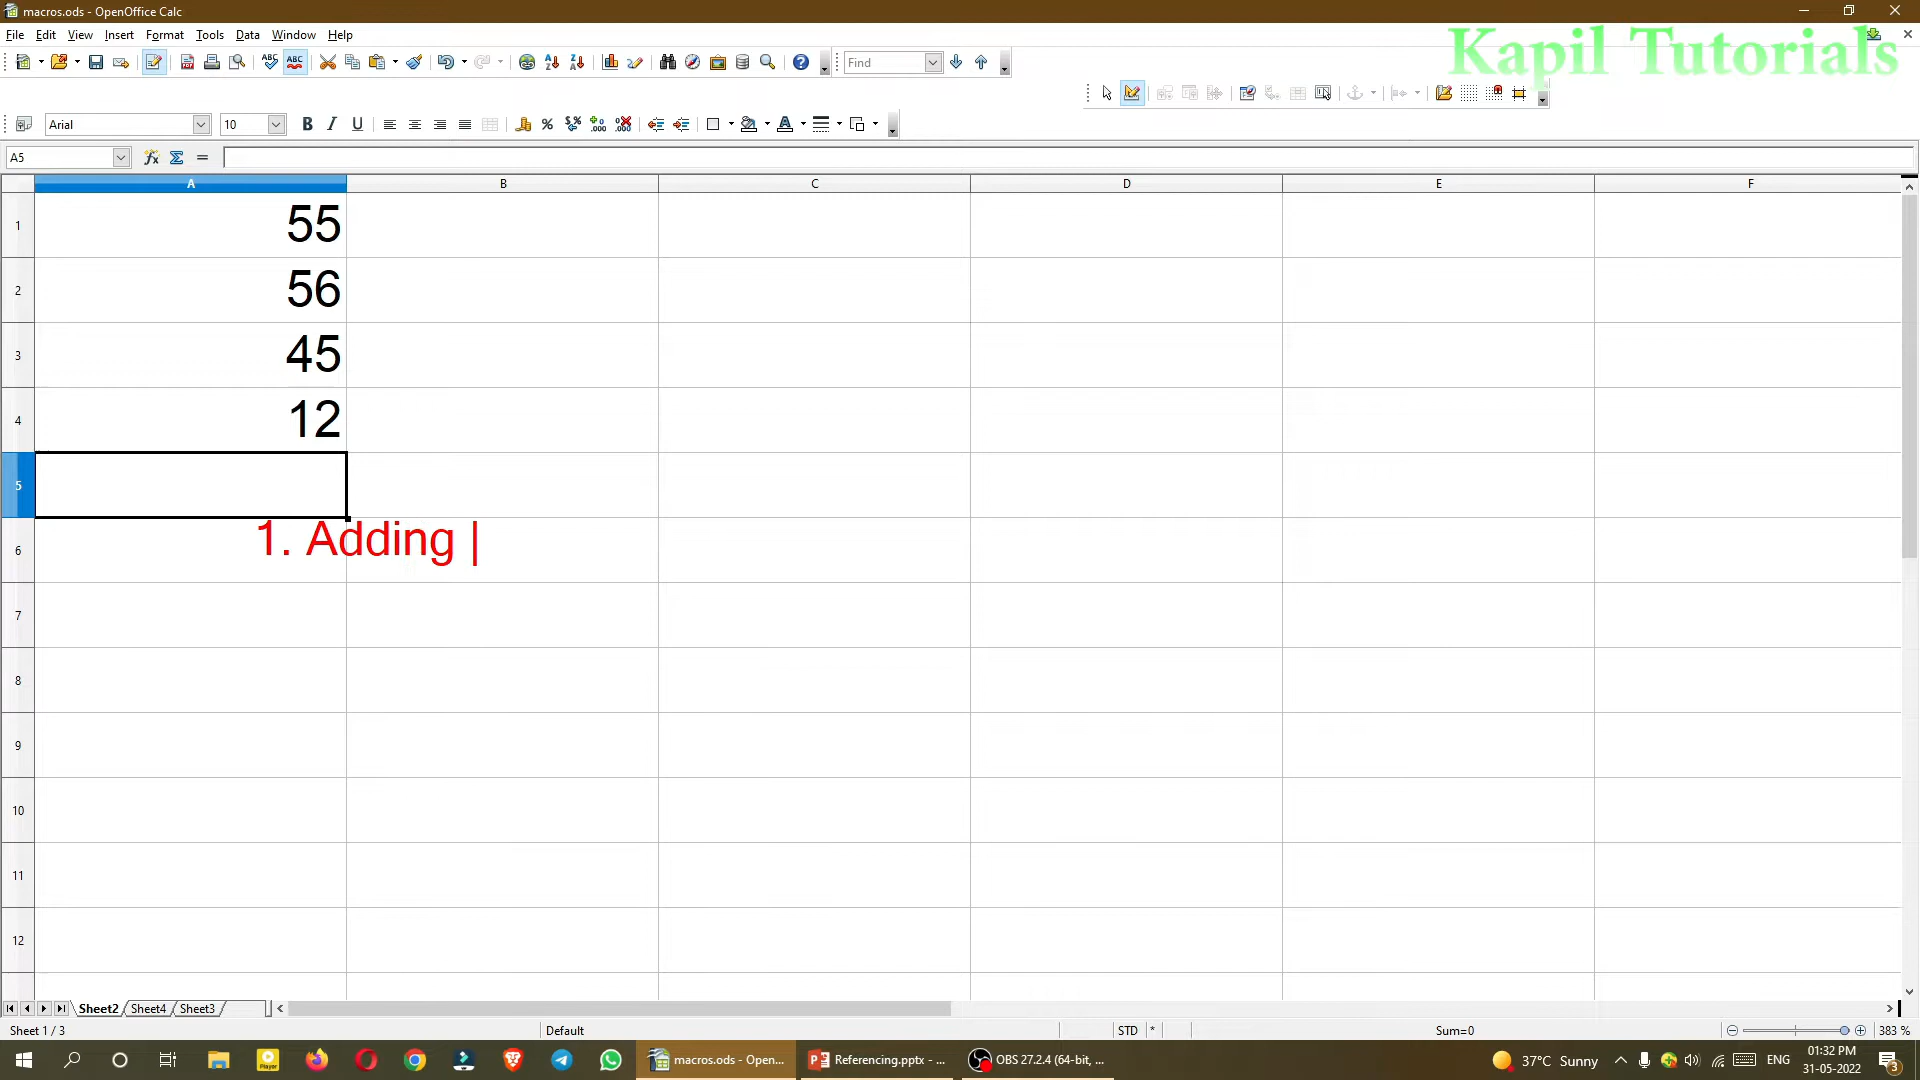 macros.ods - OpenOffice Calc
File Edit View Insert Format Tools Data Window Help
Kapil Tutorials
Find
Arial 10
A5
A B C D E F
1 55
2 56
3 45
4 12
5
6 1. Adding |
7
8
9
10
11
12
Sheet2 Sheet4 Sheet3
Sheet 1 / 3 Default STD * Sum=0 383 %
macros.ods - Open... Referencing.pptx - ... OBS 27.2.4 (64-bit, ... 37°C Sunny ENG 01:32 PM
31-05-2022 3